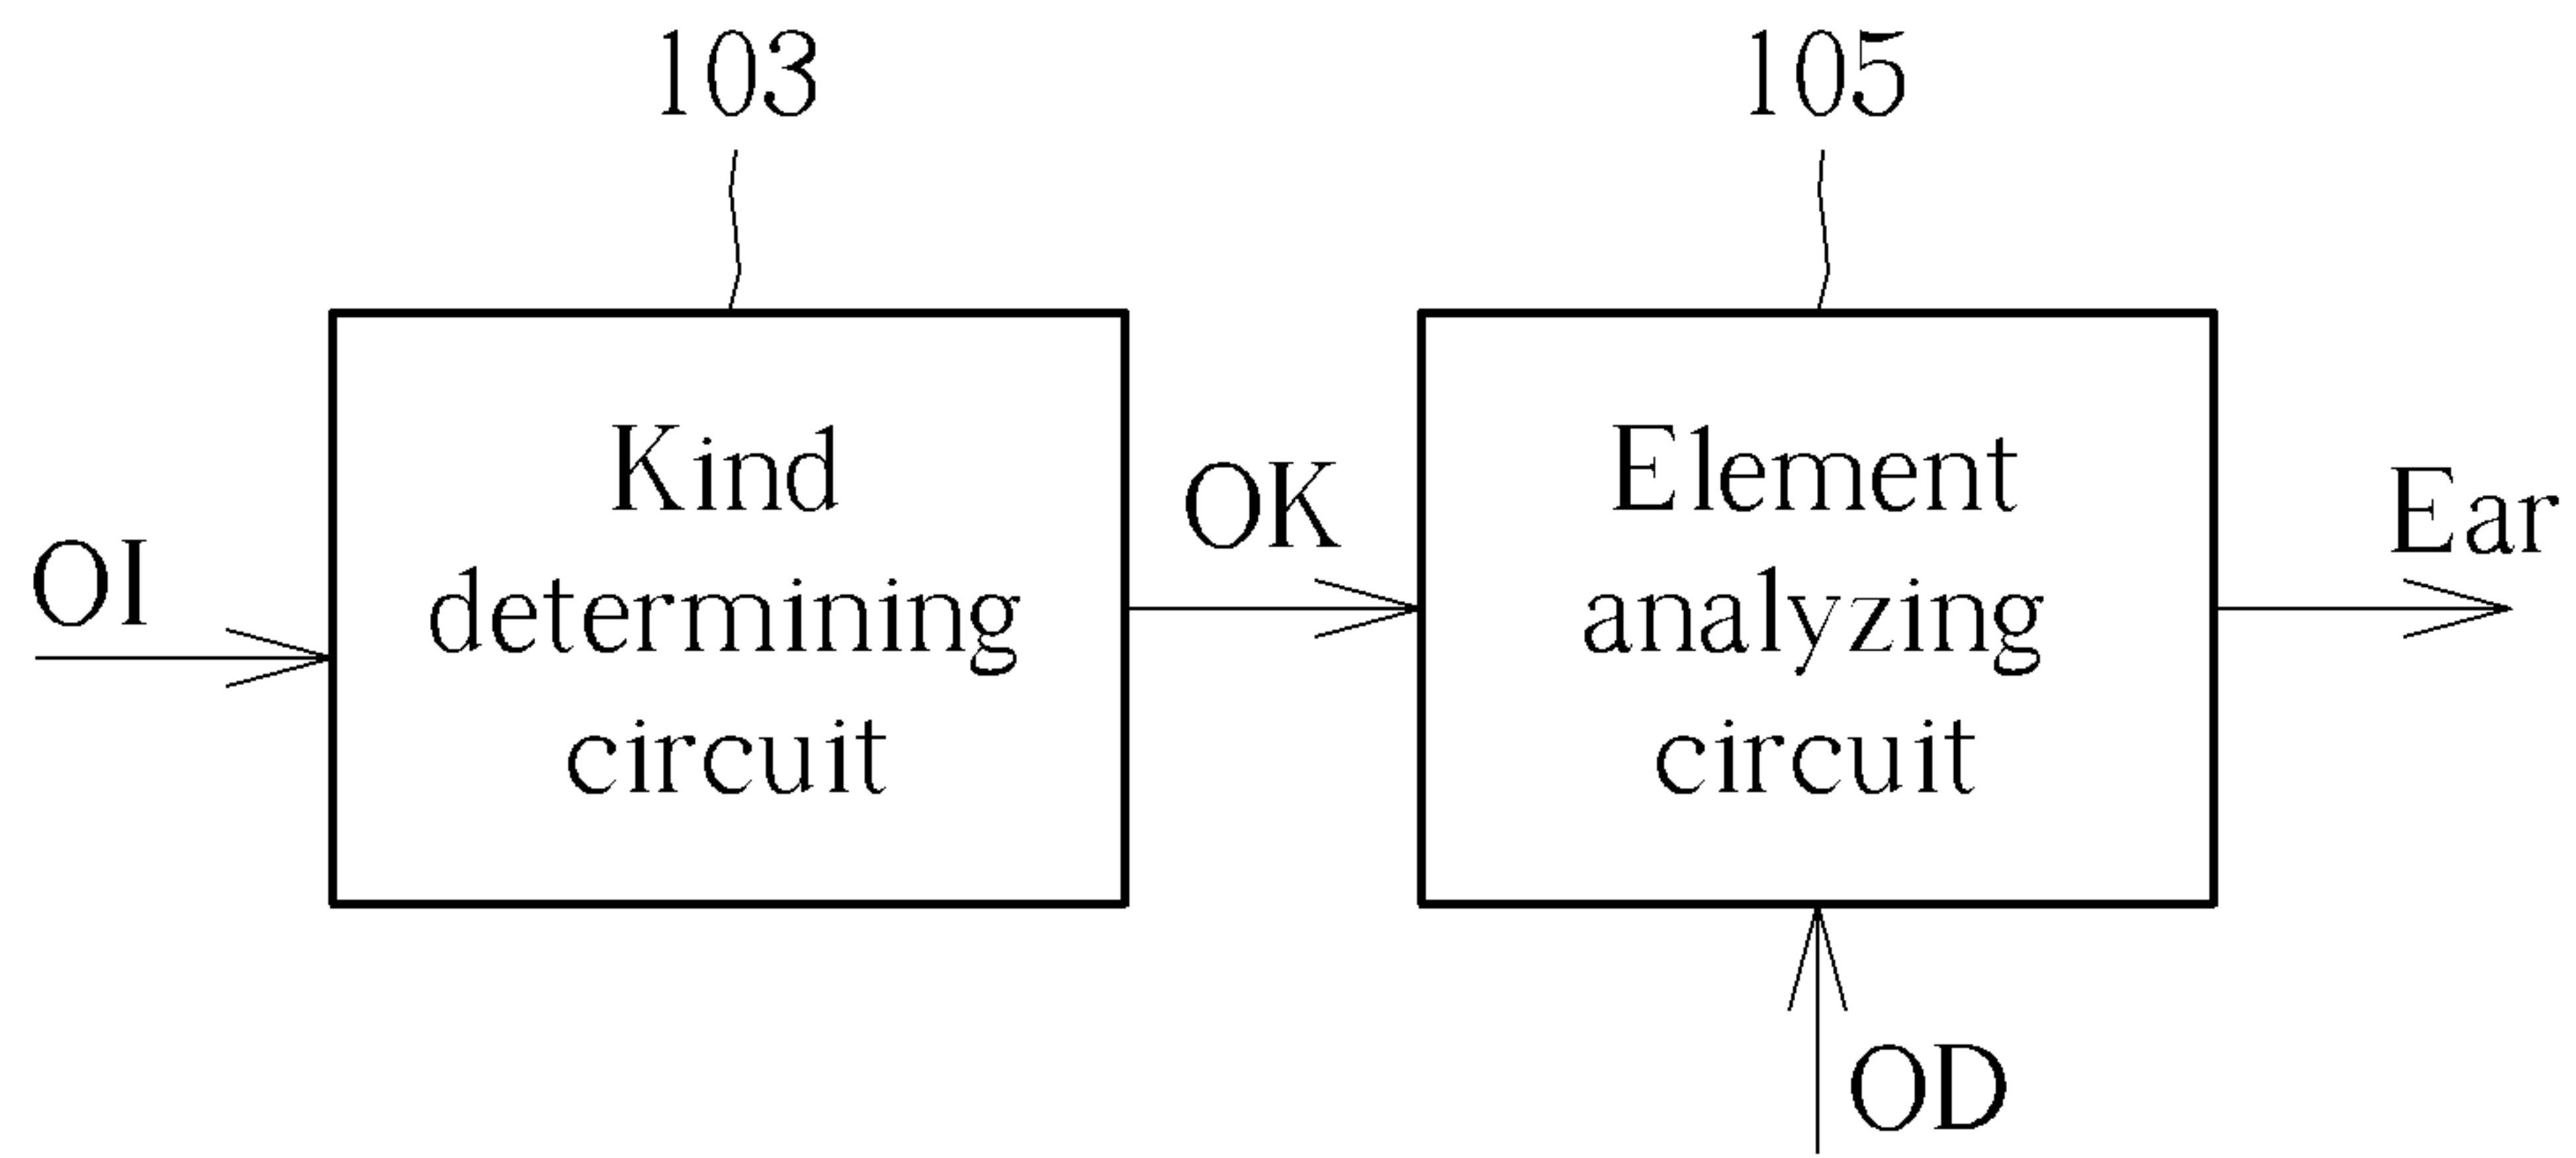 103
105
OI
Kind
determining
circuit
OK
Element
analyzing
circuit
Ear
OD